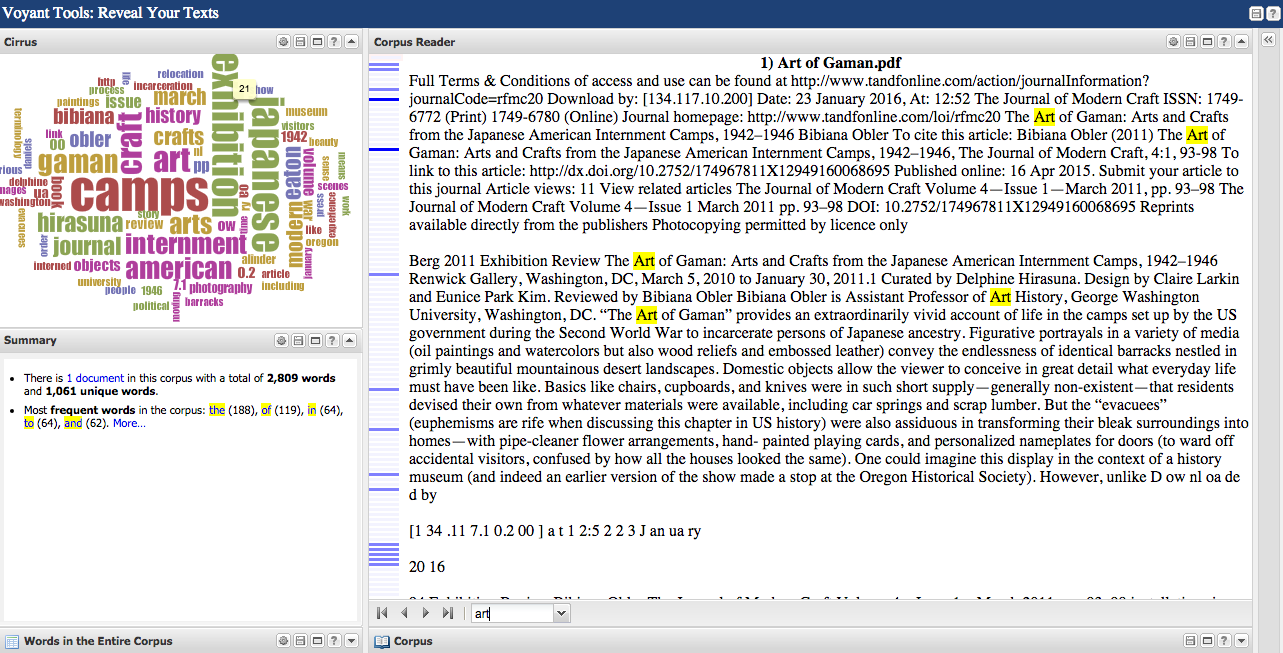 Voyant Tools: Reveal Your Texts
Cirrus
exhibition
21
how
relocation
life
http
incarceration
process
paintings
issue
march
museum
bibiana
history
visitors
link
00
obler
craft
crafts
1942
beauty
terminology
daniels
nl
gaman
art
pp
japanese
eaton
volume
sense
means
delphine
ua
book
camps
washington
scenes
work
music
assert
war
experience
evacuees
story
ry
time
hirasuna
review
arts
ow
modern
like
order
journal
internment
oregon
alinder
interned
objects
american
0.2
article
january
university
7.1
photography
including
people
1946
moving
barracks
political
Summary
There is 1 document in this corpus with a total of 2,809 words
and 1,061 unique words.
Most frequent words in the corpus: the (188), of (119), in (64),
to (64), and (62). More...
Words in the Entire Corpus
Corpus Reader
1) Art of Gaman.pdf
Full Terms & Conditions of access and use can be found at http://www.tandfonline.com/action/journalInformation?
journalCode=rfmc20 Download by: [134.117.10.200] Date: 23 January 2016, At: 12:52 The Journal of Modern Craft ISSN: 1749-
6772 (Print) 1749-6780 (Online) Journal homepage: http://www.tandfonline.com/loi/rfmc20 The Art of Gaman: Arts and Crafts
from the Japanese American Internment Camps, 1942–1946 Bibiana Obler To cite this article: Bibiana Obler (2011) The Art of
Gaman: Arts and Crafts from the Japanese American Internment Camps, 1942–1946, The Journal of Modern Craft, 4:1, 93-98 To
link to this article: http://dx.doi.org/10.2752/174967811X12949160068695 Published online: 16 Apr 2015. Submit your article to
this journal Article views: 11 View related articles The Journal of Modern Craft Volume 4—Issue 1—March 2011, pp. 93–98 The
Journal of Modern Craft Volume 4—Issue 1 March 2011 pp. 93–98 DOI: 10.2752/174967811X12949160068695 Reprints
available directly from the publishers Photocopying permitted by licence only
Berg 2011 Exhibition Review The Art of Gaman: Arts and Crafts from the Japanese American Internment Camps, 1942–1946
Renwick Gallery, Washington, DC, March 5, 2010 to January 30, 2011.1 Curated by Delphine Hirasuna. Design by Claire Larkin
and Eunice Park Kim. Reviewed by Bibiana Obler Bibiana Obler is Assistant Professor of Art History, George Washington
University, Washington, DC. “The Art of Gaman” provides an extraordinarily vivid account of life in the camps set up by the US
government during the Second World War to incarcerate persons of Japanese ancestry. Figurative portrayals in a variety of media
(oil paintings and watercolors but also wood reliefs and embossed leather) convey the endlessness of identical barracks nestled in
grimly beautiful mountainous desert landscapes. Domestic objects allow the viewer to conceive in great detail what everyday life
must have been like. Basics like chairs, cupboards, and knives were in such short supply—generally non-existent—that residents
devised their own from whatever materials were available, including car springs and scrap lumber. But the “evacuees”
(euphemisms are rife when discussing this chapter in US history) were also assiduous in transforming their bleak surroundings into
homes—with pipe-cleaner flower arrangements, hand- painted playing cards, and personalized nameplates for doors (to ward off
accidental visitors, confused by how all the houses looked the same). One could imagine this display in the context of a history
museum (and indeed an earlier version of the show made a stop at the Oregon Historical Society). However, unlike D ow nl oa de
d by
[1 34 .11 7.1 0.2 00 ] a t 1 2:5 2 2 3 J an ua ry
20 16
art
Corpus